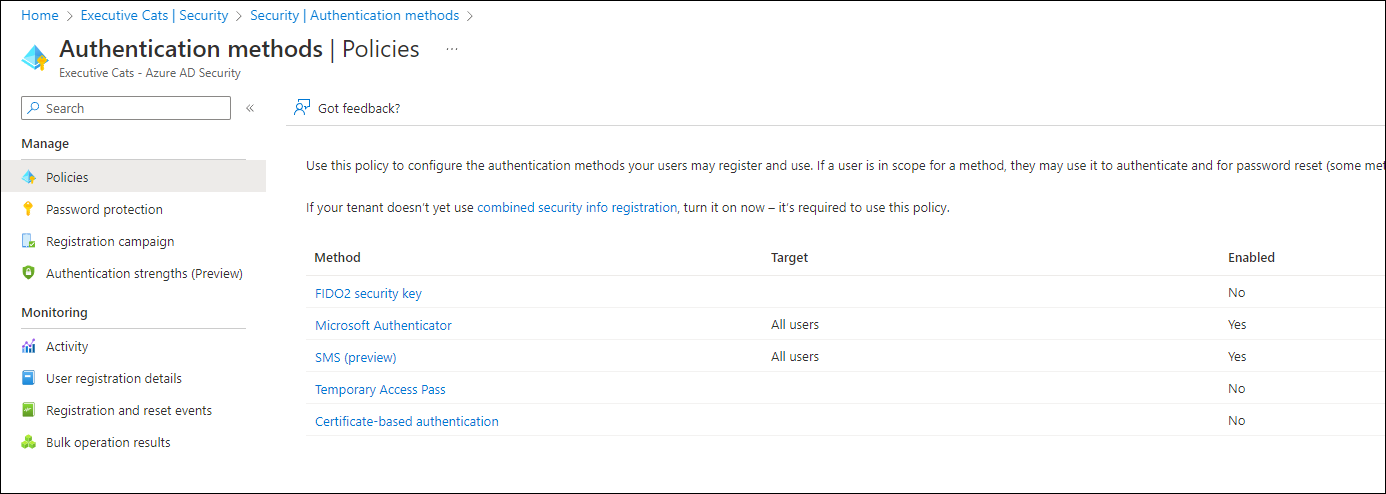 Home > Executive Cats | Security > Security | Authentication methods >
Authentication methods | Policies ...
Executive Cats - Azure AD Security
Search «
Got feedback?
Manage
Policies
Password protection
Registration campaign
Authentication strengths (Preview)
Monitoring
Activity
User registration details
Registration and reset events
Bulk operation results
Use this policy to configure the authentication methods your users may register and use. If a user is in scope for a method, they may use it to authenticate and for password reset (some met
If your tenant doesn't yet use combined security info registration, turn it on now – it's required to use this policy.
Method Target Enabled
FIDO2 security key No
Microsoft Authenticator All users Yes
SMS (preview) All users Yes
Temporary Access Pass No
Certificate-based authentication No